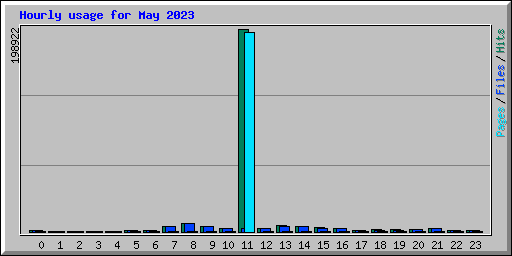 Hourly usage for May 2023
198922
Pages/Files/Hits
0 1 2 3 4 5 6 7 8 9 10 11 12 13 14 15 16 17 18 19 20 21 22 23